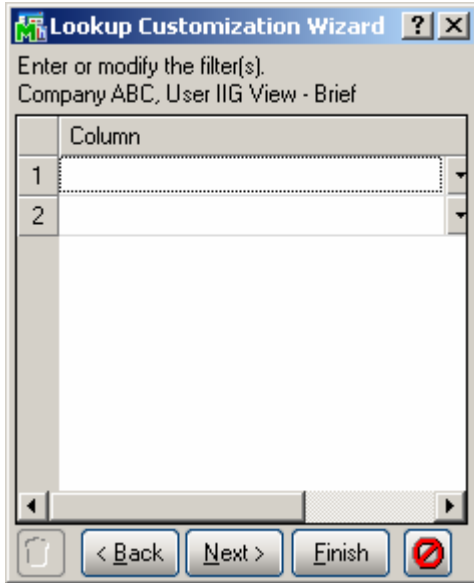 Lookup Customization Wizard
Enter or modify the filter(s).
Company ABC, User IIG View - Brief
Column
1
2
< Back Next > Finish